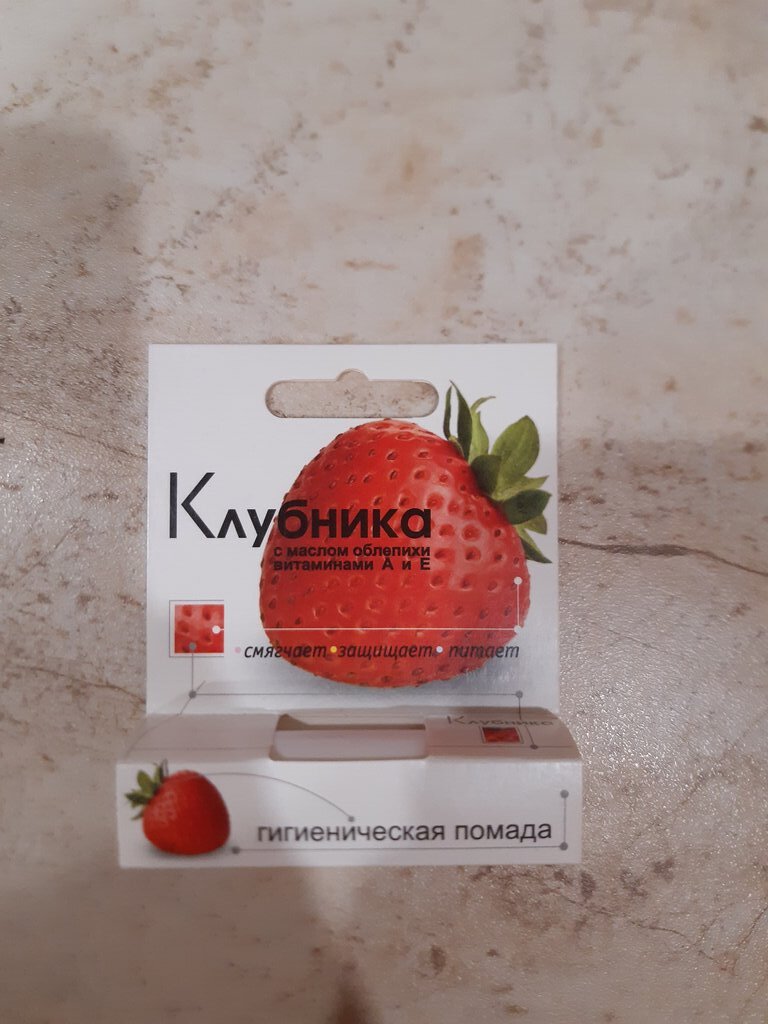 Клубника
с маслом облепихи
витаминами А и Е
смягчает • защищает • питает
Клубника
гигиеническая помада